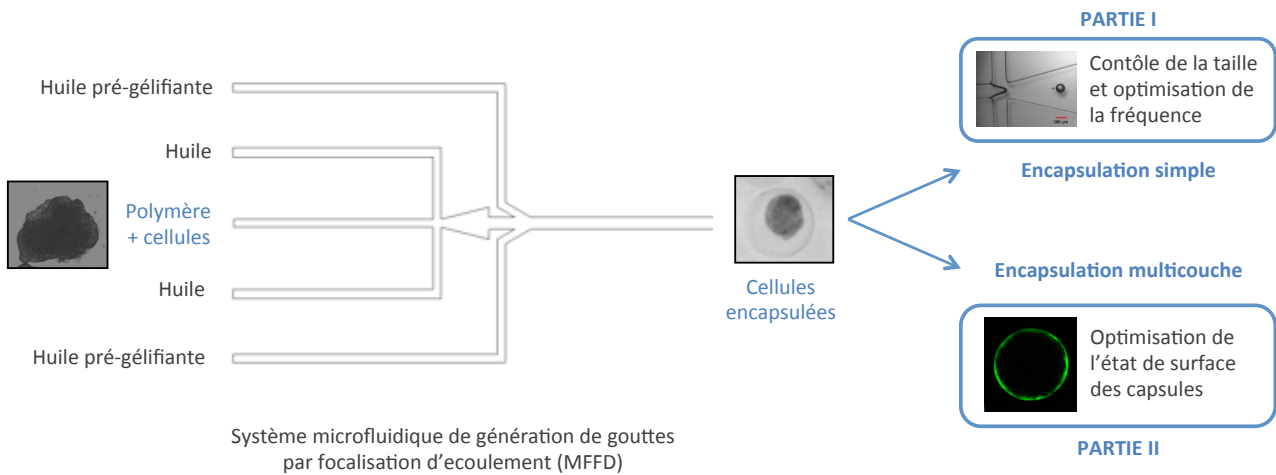 Huile pré-gélifiante
Huile
Polymère
+ cellules
Huile
Huile pré-gélifiante
Système microfluidique de génération de gouttes
par focalisation d'ecoulement (MFFD)
Cellules
encapsulées
PARTIE I
Contôle de la taille
et optimisation de
la fréquence
Encapsulation simple
Encapsulation multicouche
Optimisation de
l'état de surface
des capsules
PARTIE II